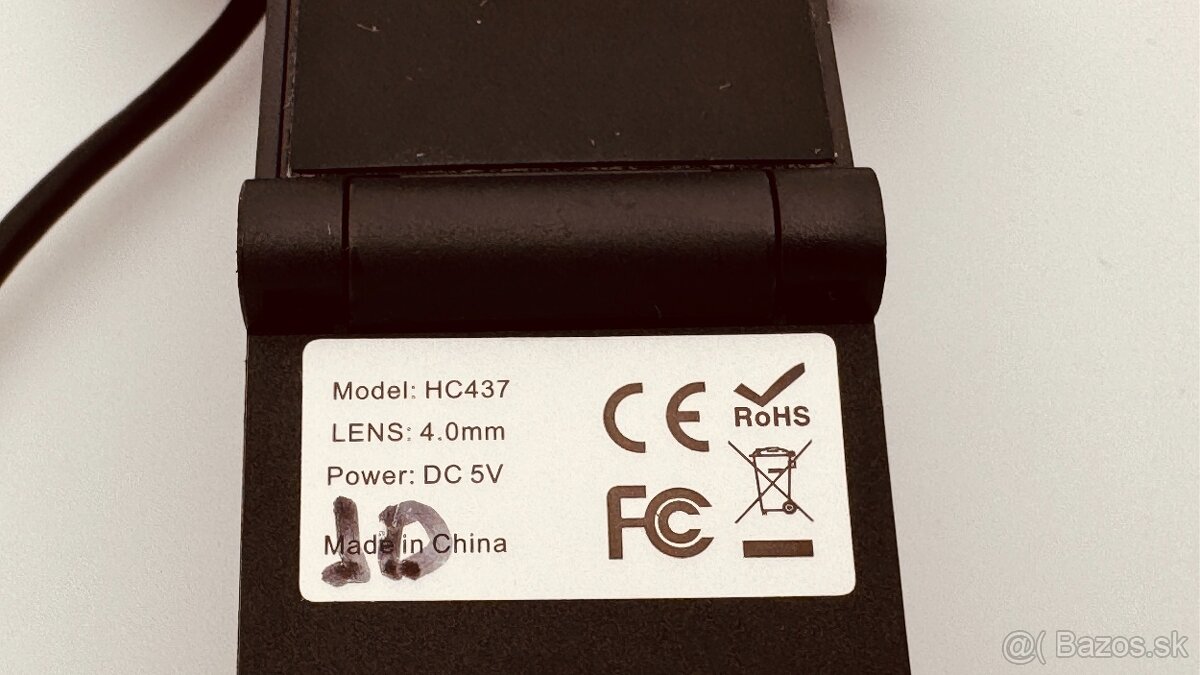 Model: HC437
LENS: 4.0mm
Power: DC 5V
Made in China
CE
RoHS
FC
@( Bazos.sk